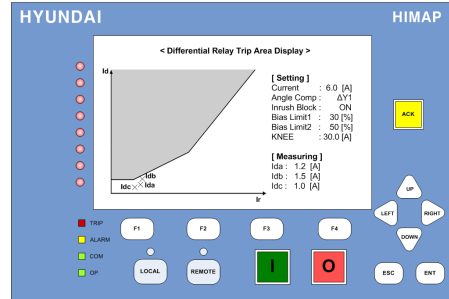 HYUNDAI
HIMAP
< Differential Relay Trip Area Display >
Id
[ Setting ]
Current : 6.0 [A]
Angle Comp : ΔY1
Inrush Block : ON
Bias Limit1 : 30 [%]
Bias Limit2 : 50 [%]
KNEE : 30.0 [A]
[ Measuring ]
Ida : 1.2 [A]
Idb : 1.5 [A]
Idc : 1.0 [A]
Idb
Idc Ida
Ir
ACK
UP
LEFT RIGHT
DOWN
TRIP
ALARM
COM
OP
F1 F2 F3 F4
LOCAL REMOTE I O
ESC ENT